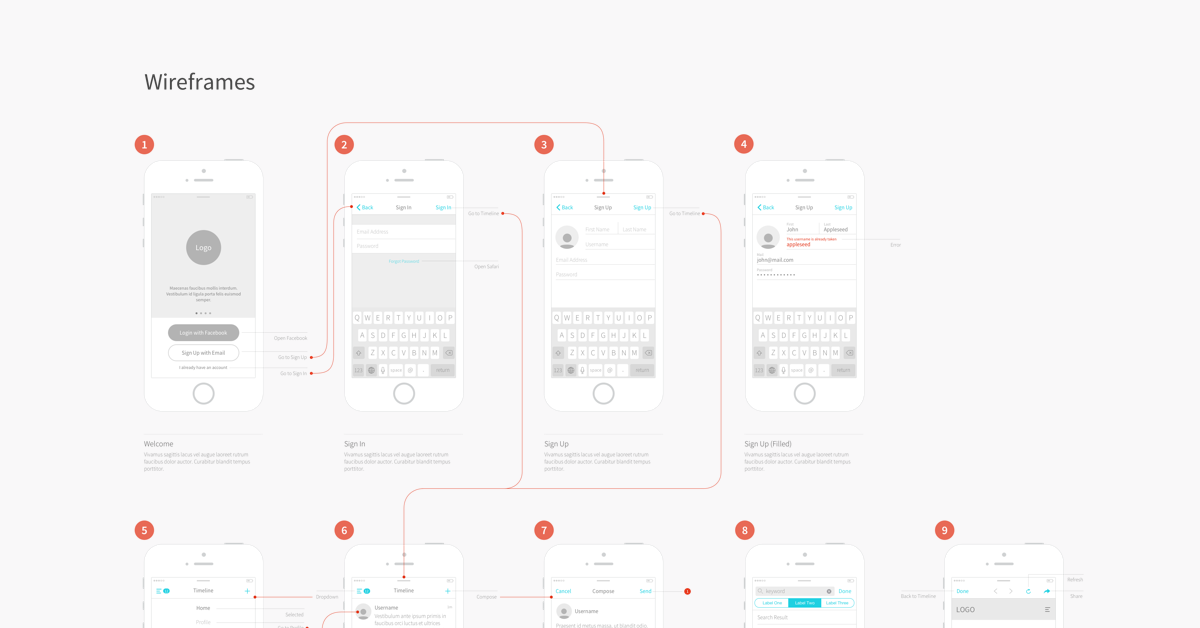 Wireframes
1
2
3
4
Logo
Maecenas faucibus mollis interdum.
Vestibulum id ligula porta felis euismod
semper.
Login with Facebook
Sign Up with Email
I already have an account
Open Facebook
Go to Sign Up
Go to Sign In
Back
Sign In
Sign In
Email Address
Password
Forgot Password
Go to Timeline
Open Safari
Q W E R T Y U I O P
A S D F G H J K L
Z X C V B N M
123 space @ . return
Back
Sign Up
Sign Up
First Name
Last Name
Username
Email Address
Password
Go to Timeline
Q W E R T Y U I O P
A S D F G H J K L
Z X C V B N M
123 space @ . return
Back
Sign Up
Sign Up
First
John
Last
Appleseed
This username is already taken
appleseed
Email
john@mail.com
Password
Error
Q W E R T Y U I O P
A S D F G H J K L
Z X C V B N M
123 space @ . return
Welcome
Vivamus sagittis lacus vel augue laoreet rutium
faucibus dolor auctor. Curabitur blandit tempus
porttitor.
Sign In
Vivamus sagittis lacus vel augue laoreet rutium
faucibus dolor auctor. Curabitur blandit tempus
porttitor.
Sign Up
Vivamus sagittis lacus vel augue laoreet rutium
faucibus dolor auctor. Curabitur blandit tempus
porttitor.
Sign Up (Filled)
Vivamus sagittis lacus vel augue laoreet rutium
faucibus dolor auctor. Curabitur blandit tempus
porttitor.
5
6
7
8
9
Timeline
+
Home
Profile
Dropdown
Selected
Timeline
+
Username
Vestibulum ante ipsum primis in
faucibus orci luctus et ultrices
Compose
Cancel
Compose
Send
Username
Praesent et metus massa, ut blandit odio.
1
Keyword
Done
Label One
Label Two
Label Three
Search Result
Back to Timeline
Done
LOGO
Refresh
Share